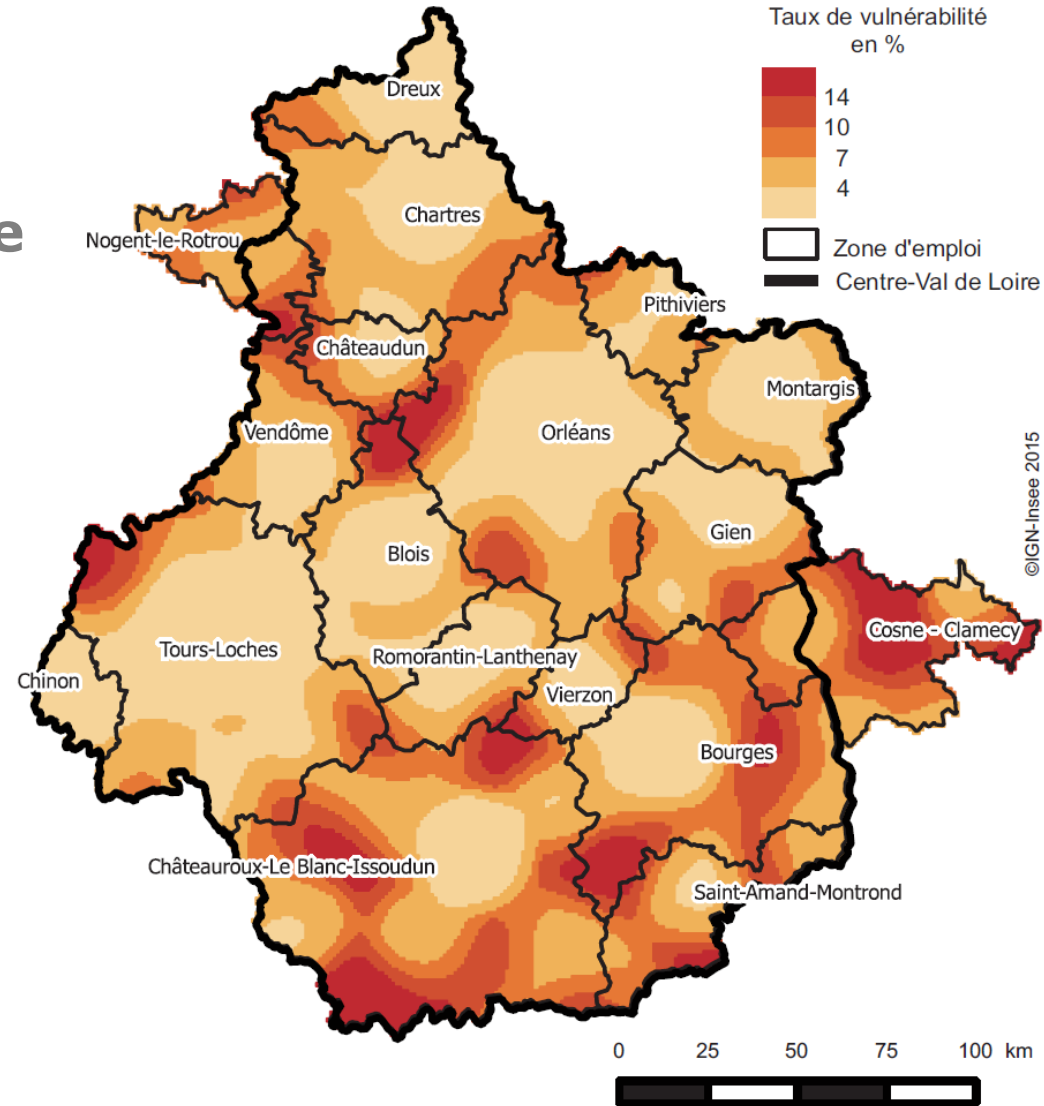 Taux de vulnérabilité
en %
14
10
7
4
Zone d'emploi
Centre-Val de Loire
Dreux
Chartres
e
Nogent-le-Rotrou
Pithiviers
Châteaudun
Montargis
Vendôme
Orléans
©IGN-Insee 2015
Gien
Blois
Cosne - Clamecy
Tours-Loches
Romorantin-Lanthenay
Chinon
Vierzon
Bourges
Châteauroux-Le Blanc-Issoudun
Saint-Amand-Montrond
0 25 50 75 100 km